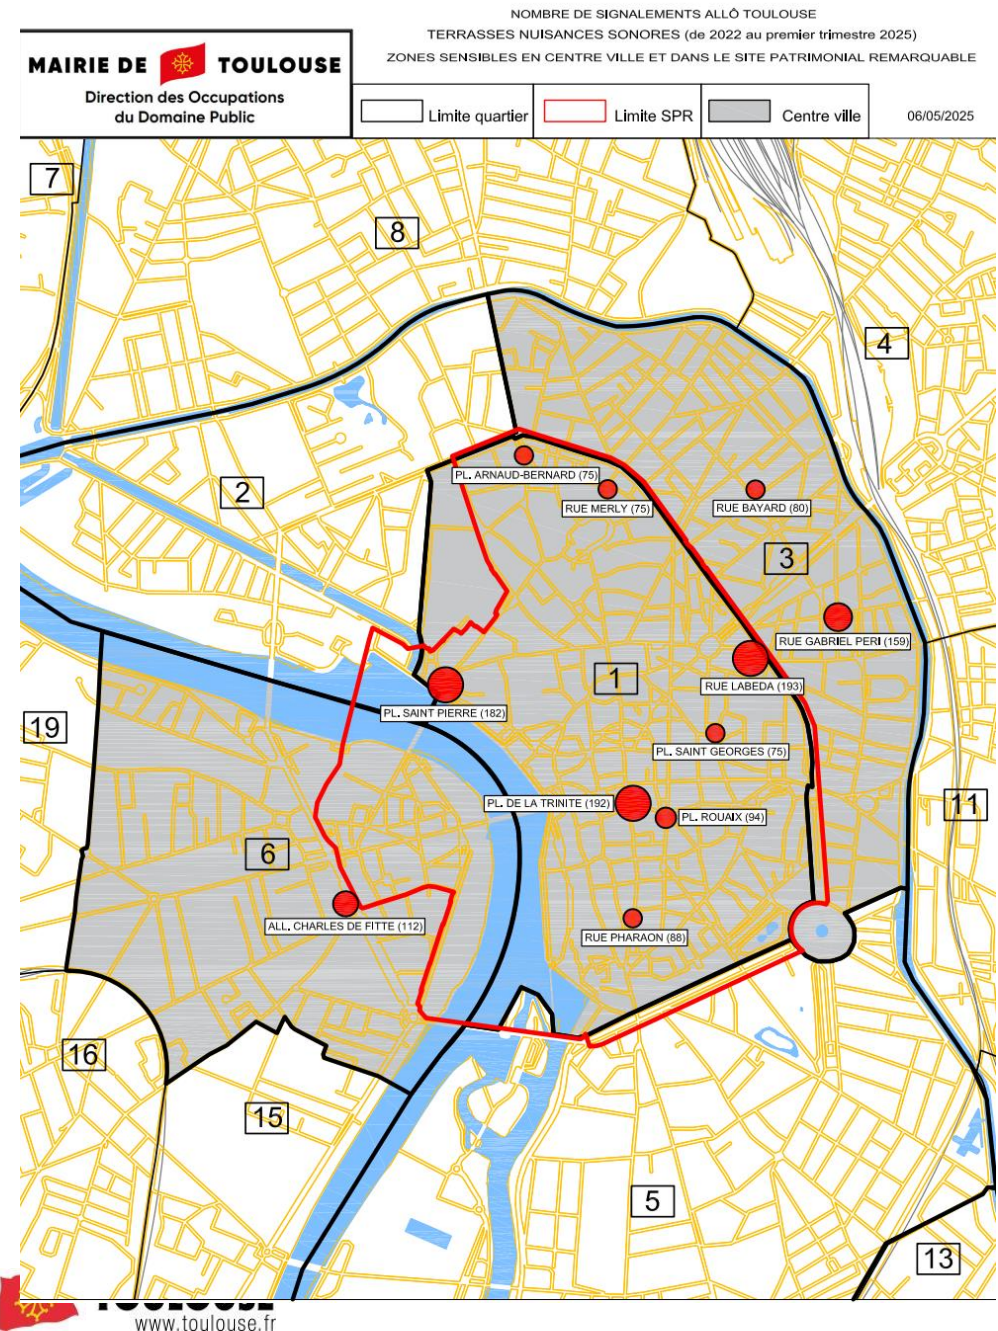 NOMBRE DE SIGNALEMENTS ALLÔ TOULOUSE
TERRASSES NUISANCES SONORES (de 2022 au premier trimestre 2025)
ZONES SENSIBLES EN CENTRE VILLE ET DANS LE SITE PATRIMONIAL REMARQUABLE
MAIRIE DE TOULOUSE
Direction des Occupations
du Domaine Public
Limite quartier
Limite SPR
Centre ville
06/05/2025
7
8
4
2
PL. ARNAUD-BERNARD (75)
RUE MERLY (75)
RUE BAYARD (80)
3
RUE GABRIEL PERI (159)
1
RUE LABEDA (193)
PL. SAINT PIERRE (182)
19
PL. SAINT GEORGES (75)
PL. DE LA TRINITE (192)
PL. ROUAIX (94)
11
6
ALL. CHARLES DE FITTE (112)
RUE PHARAON (88)
16
15
5
13
TOULOUSE
www.toulouse.fr